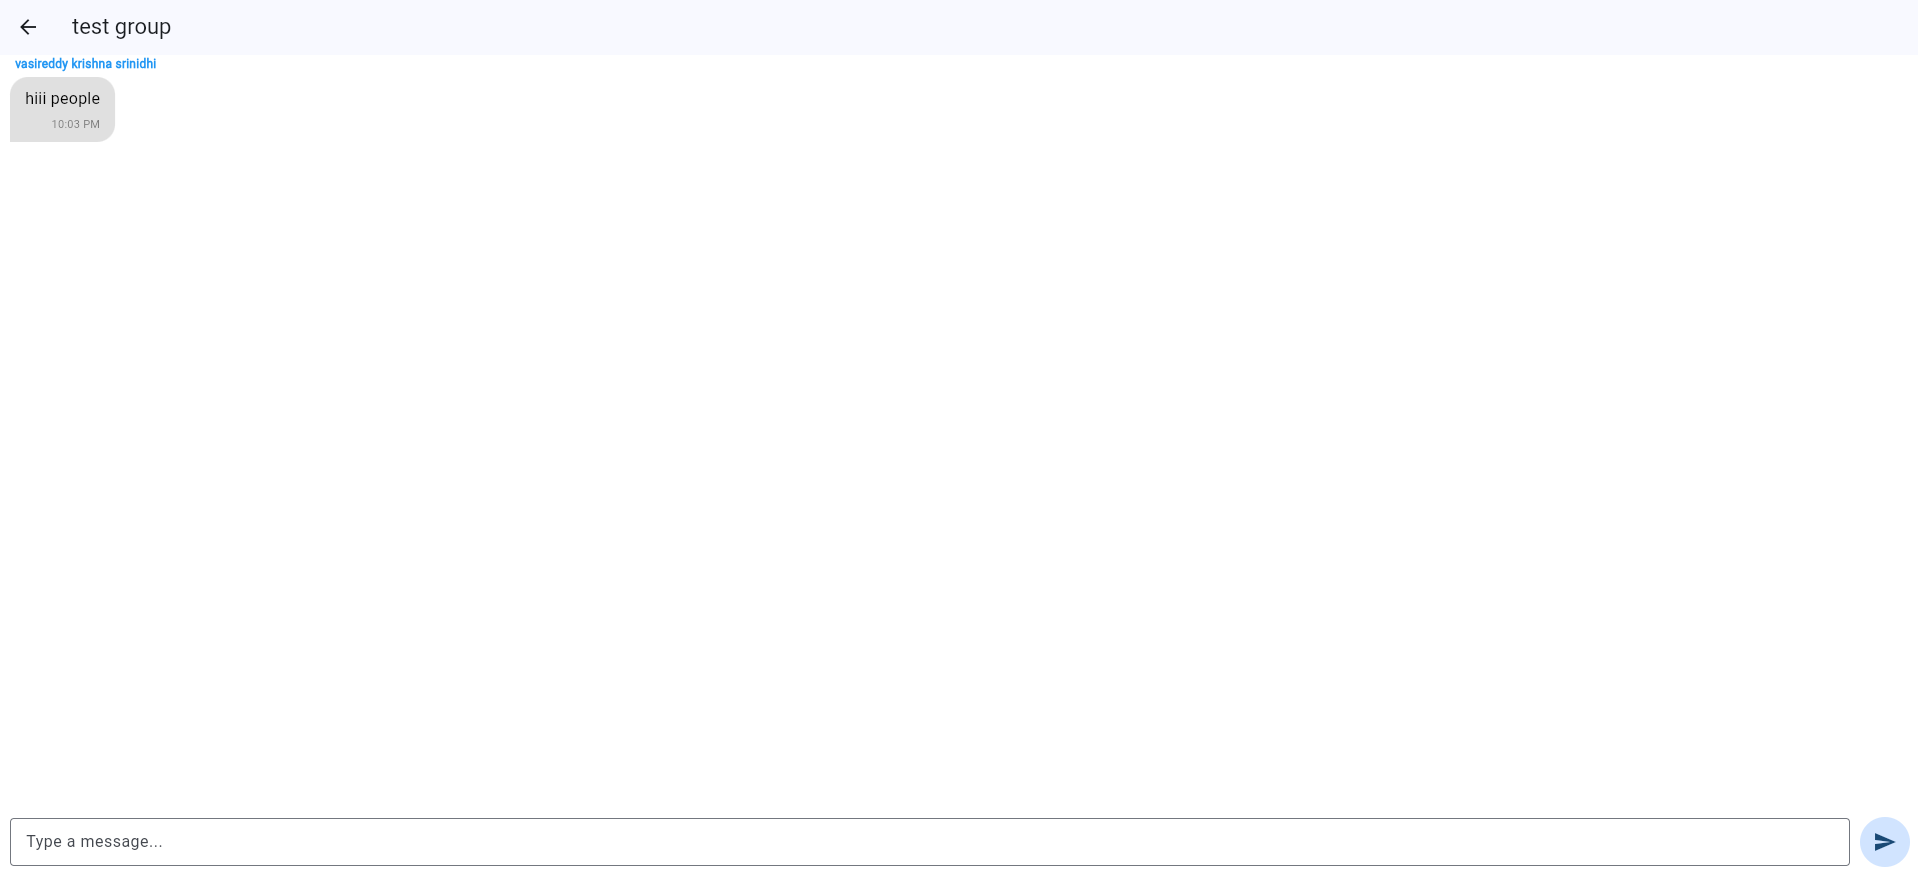 test group
vasireddy krishna srinidhi
hiii people
10:03 PM
Type a message...